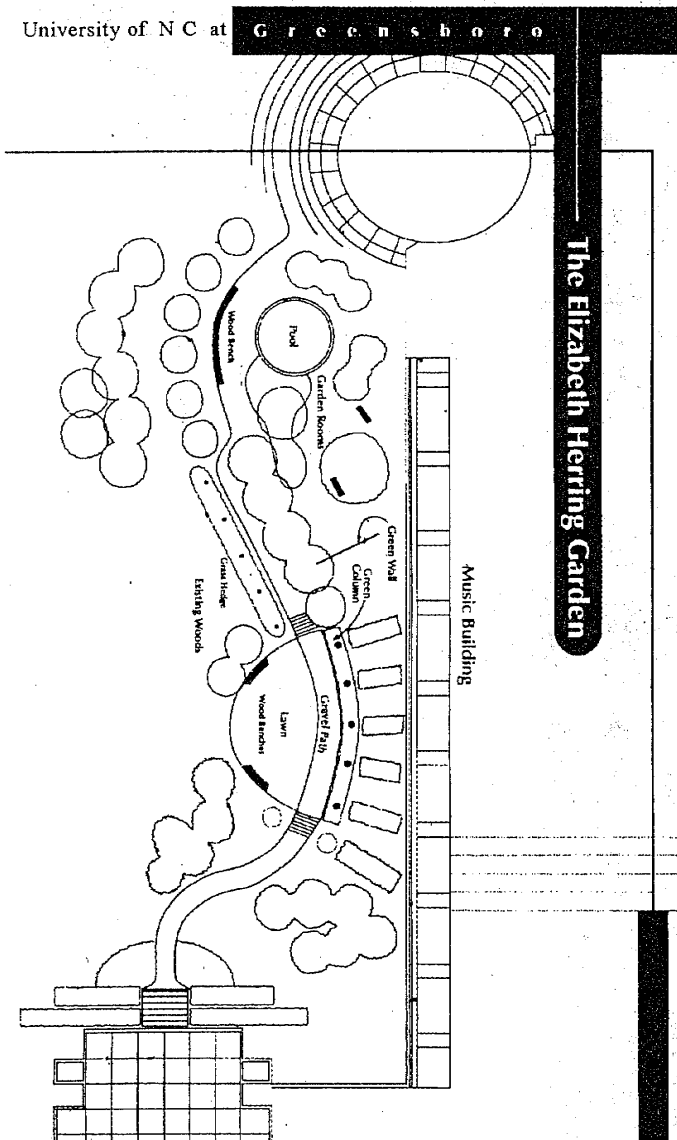 University of N C at Greensboro
The Elizabeth Herring Garden
Music Building
Pool
Wood Bench
Garden Rooms
Green Wall
Green
Column
Grass Hedge
Existing Woods
Gravel Path
Lawn
Wood Benches